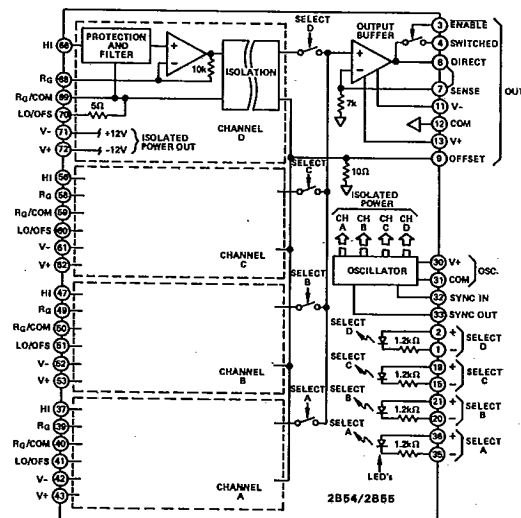 SELECT D
OUTPUT BUFFER
3 ENABLE
4 SWITCHED
6 DIRECT
7 SENSE
11 V-
12 COM
13 V+
9 OFFSET
OUT
HI 66
PROTECTION AND FILTER
RG 68
10k
ISOLATION
RG/COM 69
LO/OFS 70
5Ω
V- 71
+12V
V+ 72
-12V
ISOLATED POWER OUT
CHANNEL D
7k
10Ω
HI 56
RG 58
RG/COM 59
LO/OFS 60
V- 61
V+ 62
SELECT C
CHANNEL C
ISOLATED POWER
CH A
CH B
CH C
CH D
OSCILLATOR
30 V+
31 COM
OSC.
32 SYNC IN
33 SYNC OUT
HI 47
RG 49
RG/COM 50
LO/OFS 51
V- 52
V+ 53
SELECT B
CHANNEL B
SELECT D
1.2kΩ
2 +
1 -
SELECT D
SELECT C
1.2kΩ
15 -
SELECT C
SELECT B
1.2kΩ
21 +
20 -
SELECT B
SELECT A
1.2kΩ
36 +
35 -
SELECT A
LED's
HI 37
RG 39
RG/COM 40
LO/OFS 41
V- 42
V+ 43
SELECT A
CHANNEL A
2B54/2B55